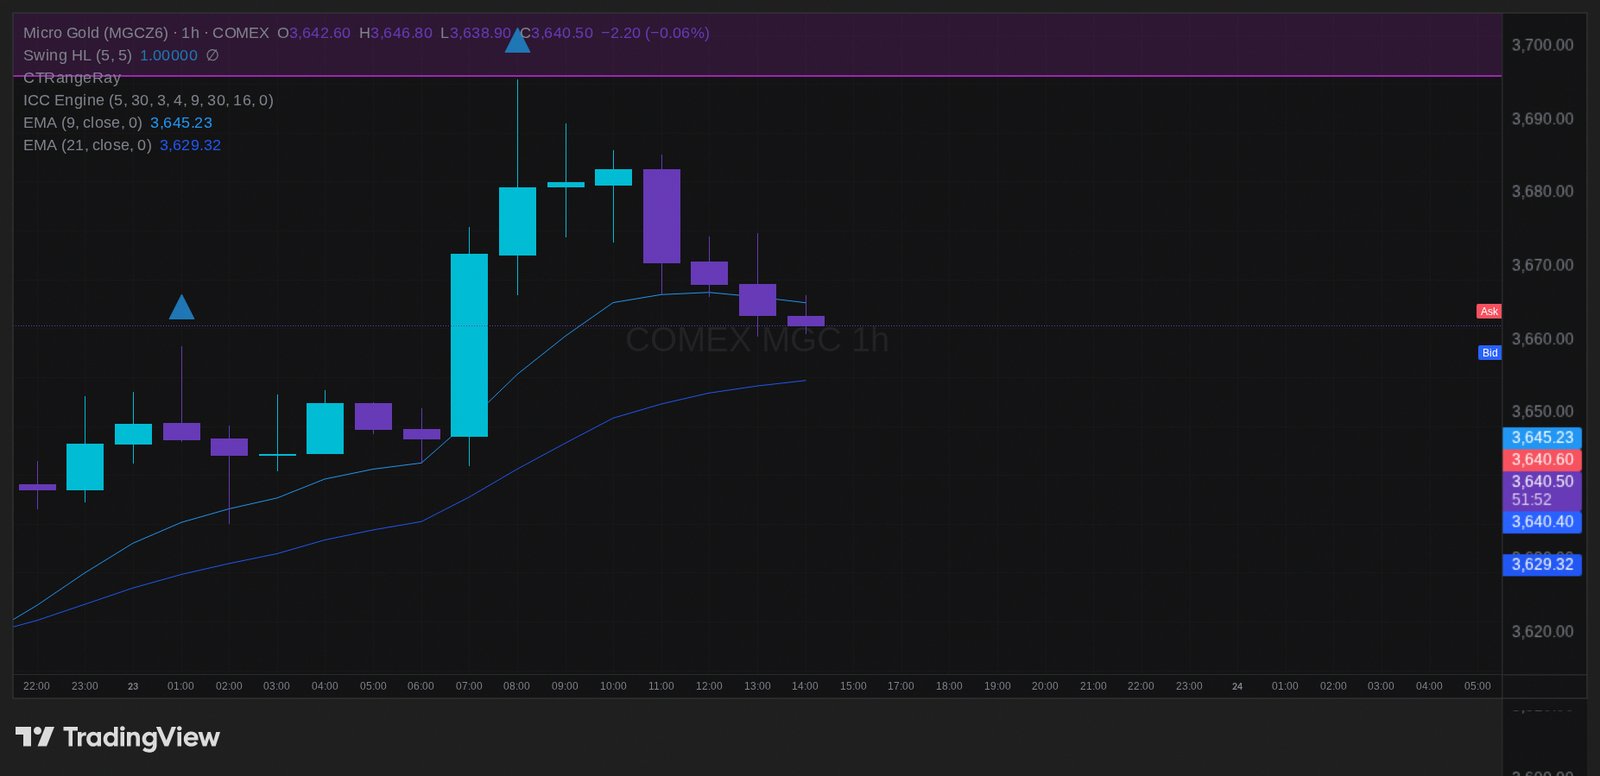 Micro Gold (MGCZ6) · 1h · COMEX O3,642.60 H3,646.80 L3,638.90 C3,640.50 −2.20 (−0.06%)
Swing HL (5, 5) 1.00000 ∅
CTRangeRay
ICC Engine (5, 30, 3, 4, 9, 30, 16, 0)
EMA (9, close, 0) 3,645.23
EMA (21, close, 0) 3,629.32
COMEX MGC 1h
3,700.00
3,690.00
3,680.00
3,670.00
Ask
3,660.00
Bid
3,650.00
3,645.23
3,640.60
3,640.50
51:52
3,640.40
3,629.32
3,620.00
22:00 23:00 23 01:00 02:00 03:00 04:00 05:00 06:00 07:00 08:00 09:00 10:00 11:00 12:00 13:00 14:00 15:00 17:00 18:00 19:00 20:00 21:00 22:00 23:00 24 01:00 02:00 03:00 04:00 05:00
TradingView